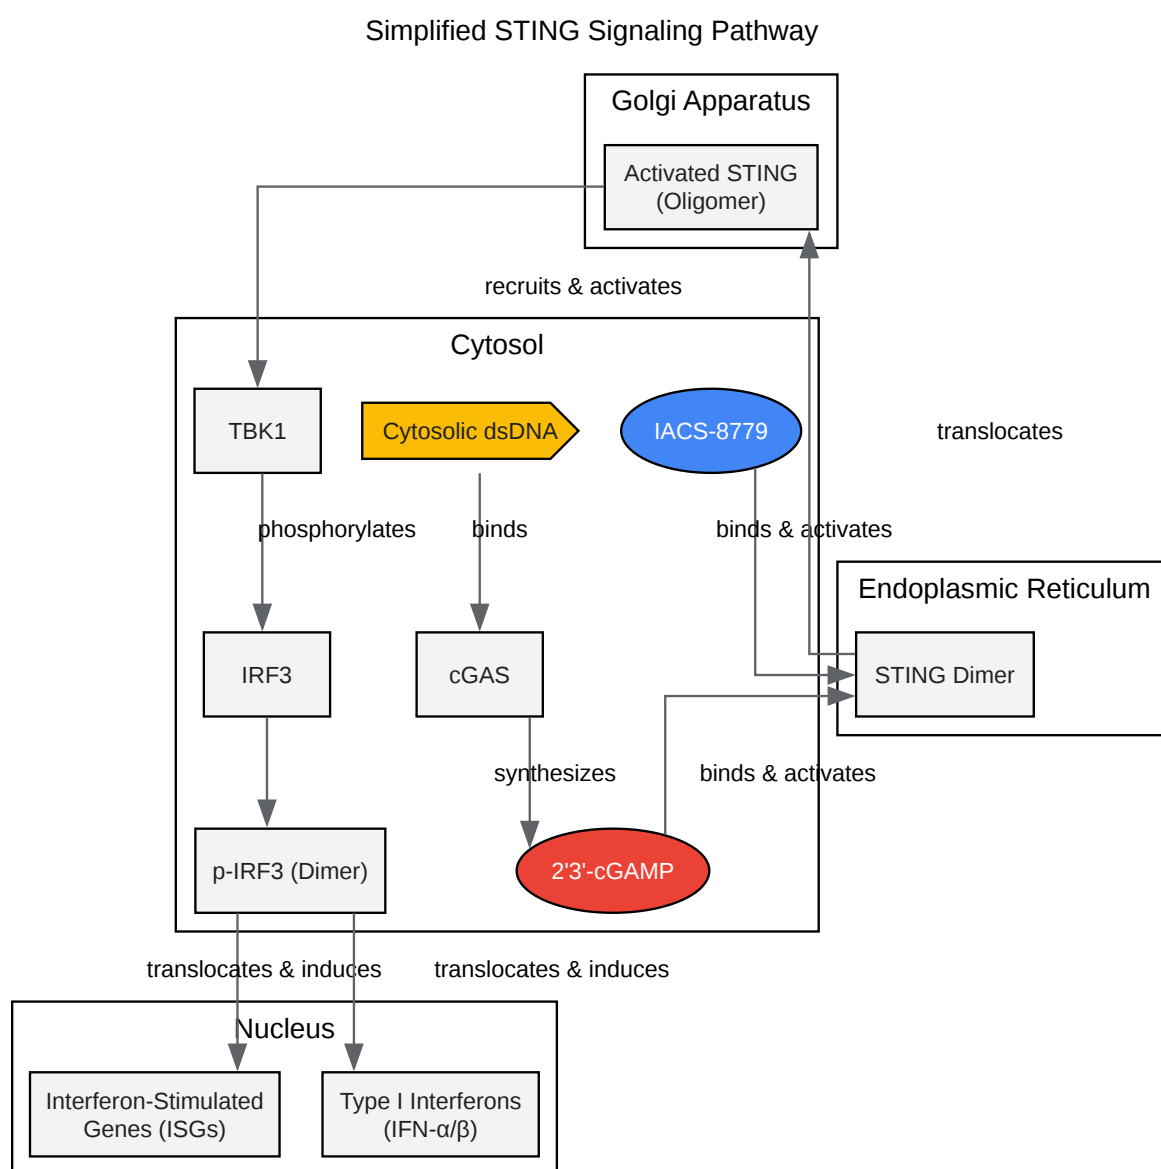 Simplified STING Signaling Pathway
Golgi Apparatus
Activated STING
(Oligomer)
recruits & activates
Cytosol
TBK1
Cytosolic dsDNA
IACS-8779
translocates
phosphorylates
binds
binds & activates
Endoplasmic Reticulum
IRF3
cGAS
STING Dimer
synthesizes
binds & activates
p-IRF3 (Dimer)
2'3'-cGAMP
translocates & induces
translocates & induces
Nucleus
Interferon-Stimulated
Genes (ISGs)
Type I Interferons
(IFN-α/β)